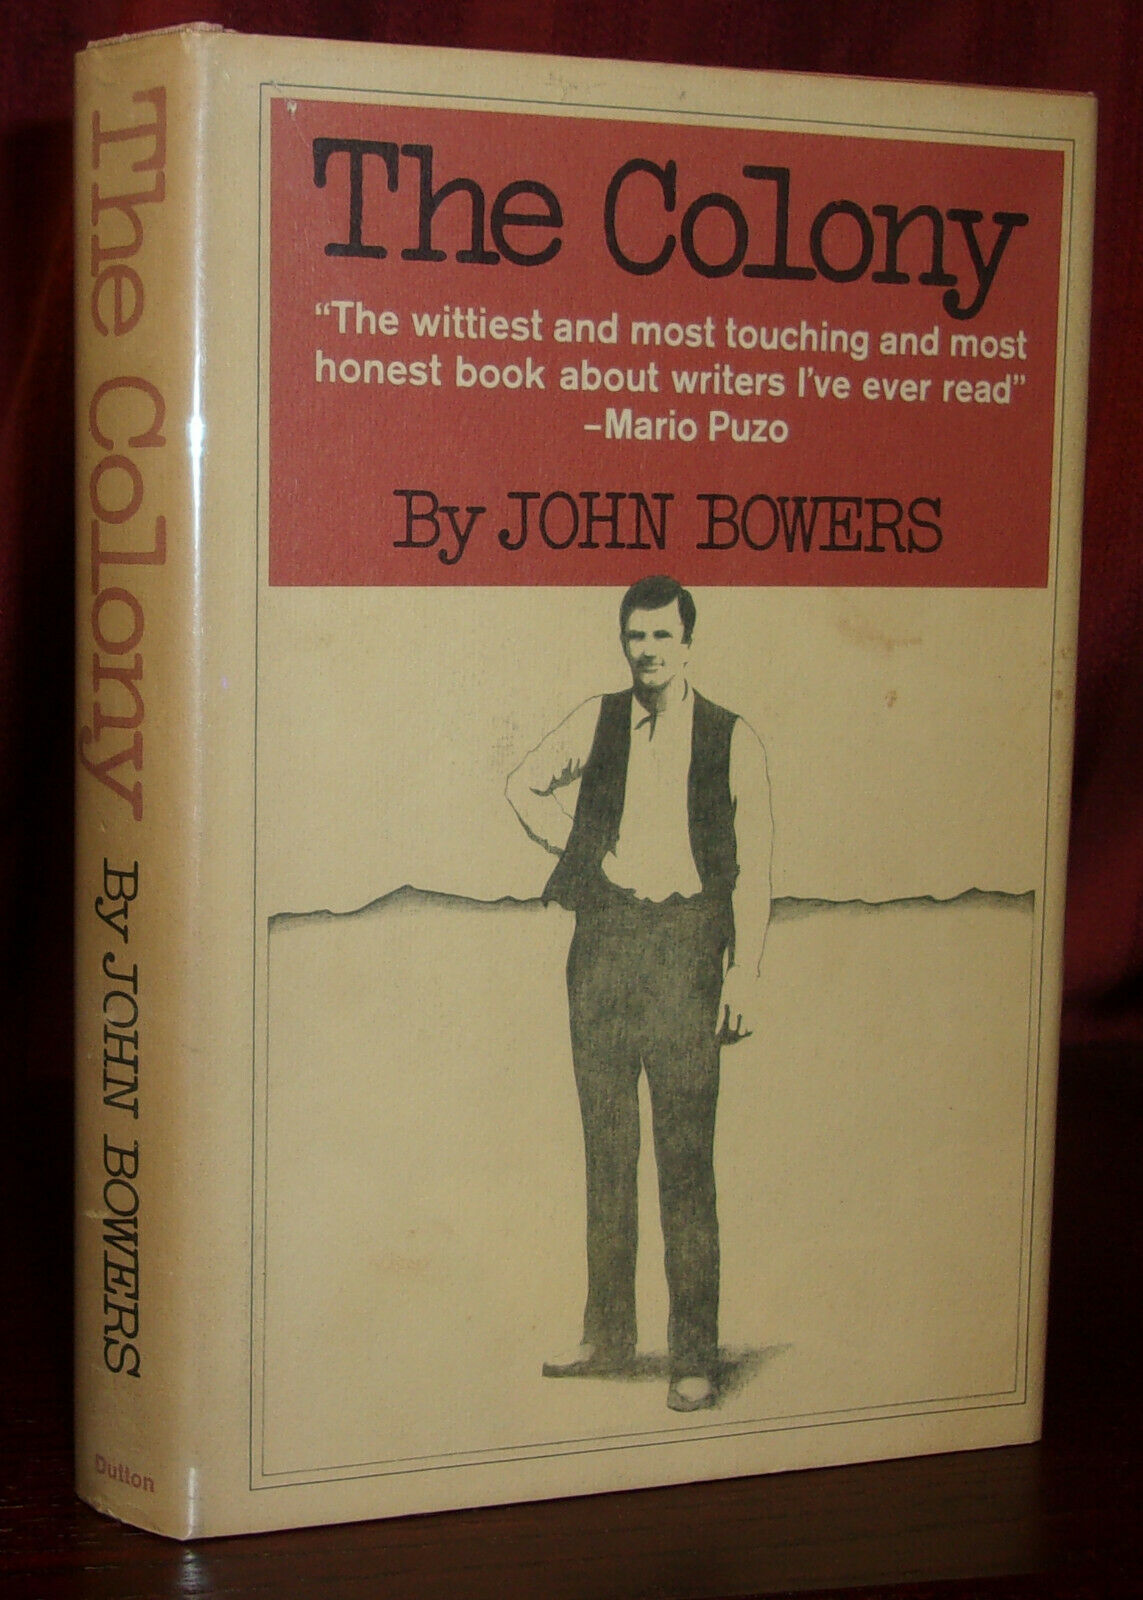 The Colony
“The wittiest and most touching and most
honest book about writers I've ever read”
–Mario Puzo
By JOHN BOWERS
The Colony By JOHN BOWERS
Dutton